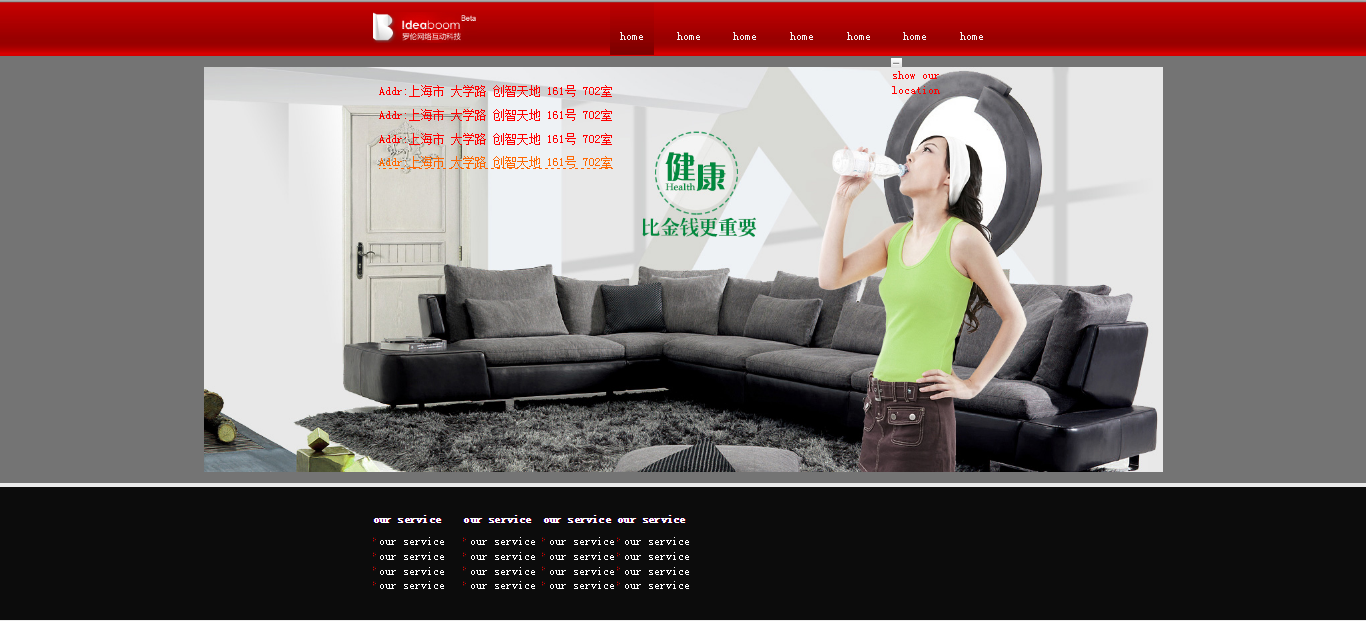 Ideaboom Beta
罗伦网络互动科技
home home home home home home home
show our
location
Addr:上海市 大学路 创智天地 161号 702室
Addr:上海市 大学路 创智天地 161号 702室
Addr:上海市 大学路 创智天地 161号 702室
Addr:上海市 大学路 创智天地 161号 702室
健康
Health
比金钱更重要
our service our service our service our service
our service our service our service our service
our service our service our service our service
our service our service our service our service
our service our service our service our service